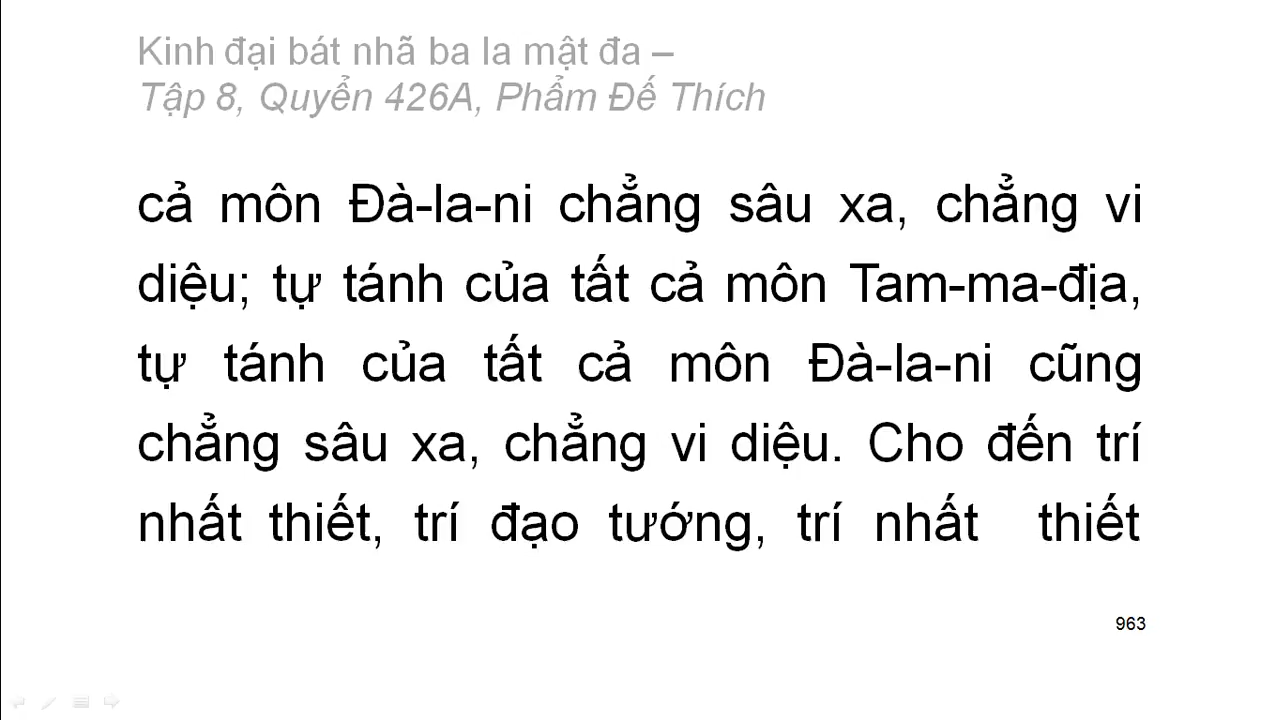 Kinh đại bát nhã ba la mật đa –
Tập 8, Quyển 426A, Phẩm Đế Thích
cả môn Đà-la-ni chẳng sâu xa, chẳng vi
diệu; tự tánh của tất cả môn Tam-ma-địa,
tự tánh của tất cả môn Đà-la-ni cũng
chẳng sâu xa, chẳng vi diệu. Cho đến trí
nhất thiết, trí đạo tướng, trí nhất thiết
963